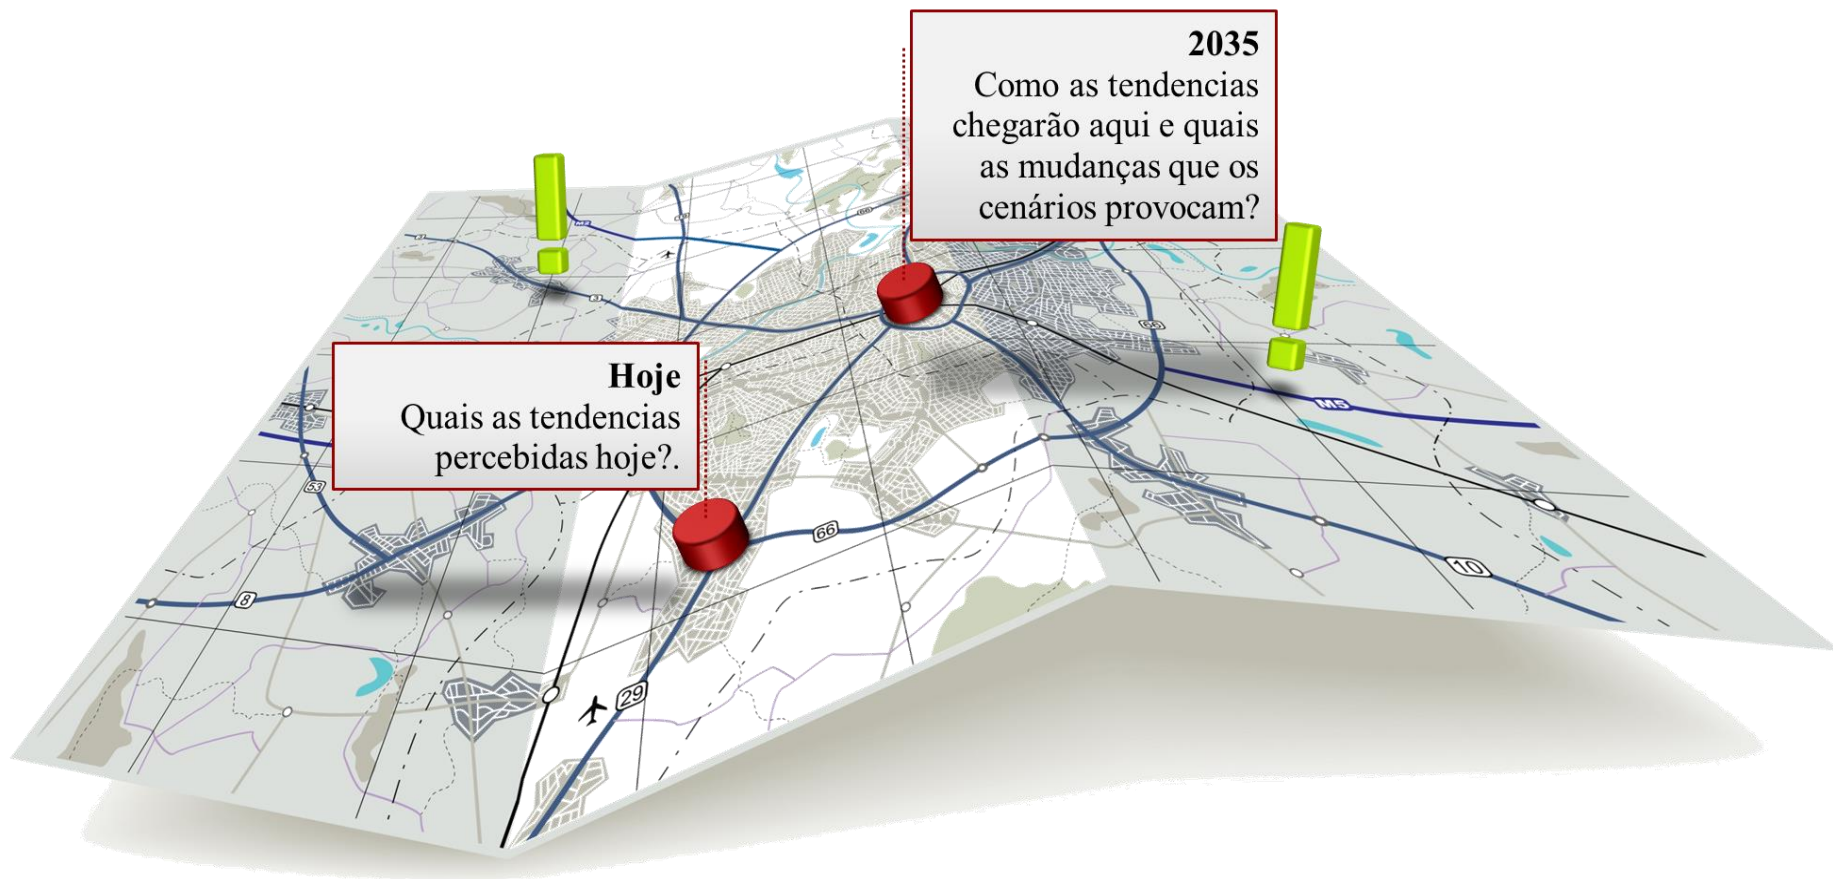 2035
Como as tendencias
chegarão aqui e quais
as mudanças que os
cenários provocam?
Hoje
Quais as tendencias
percebidas hoje?.
53
8
66
29
55
M5
10